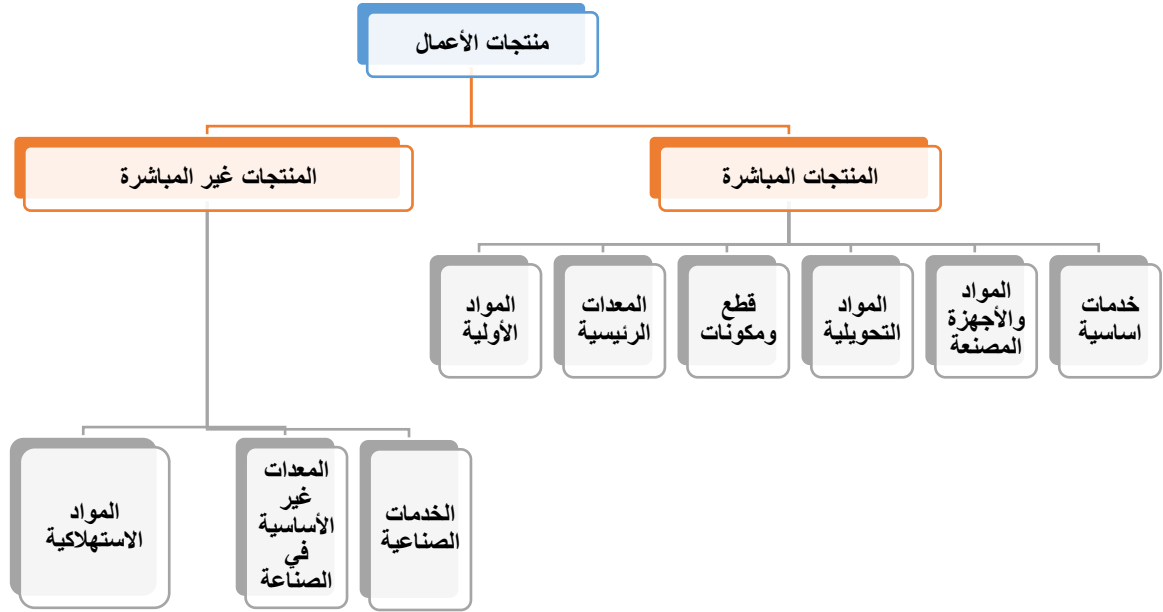 منتجات الأعمال
المنتجات المباشرة
المنتجات غير المباشرة
خدمات
اساسية
المواد
والأجهزة
المصنعة
المواد
التحويلية
قطع
ومكونات
المعدات
الرئيسية
المواد
الأولية
الخدمات
الصناعية
المعدات
غير
الأساسية
في
الصناعة
المواد
الاستهلاكية